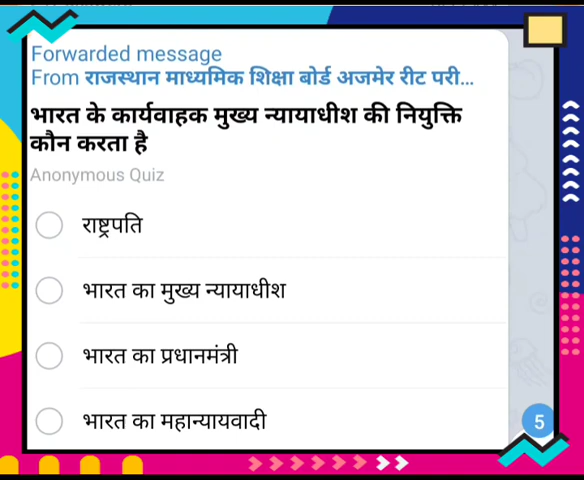 Forwarded message
From राजस्थान माध्यमिक शिक्षा बोर्ड अजमेर रीट परी...
भारत के कार्यवाहक मुख्य न्यायाधीश की नियुक्ति
कौन करता है
Anonymous Quiz
राष्ट्रपति
भारत का मुख्य न्यायाधीश
भारत का प्रधानमंत्री
भारत का महान्यायवादी
5